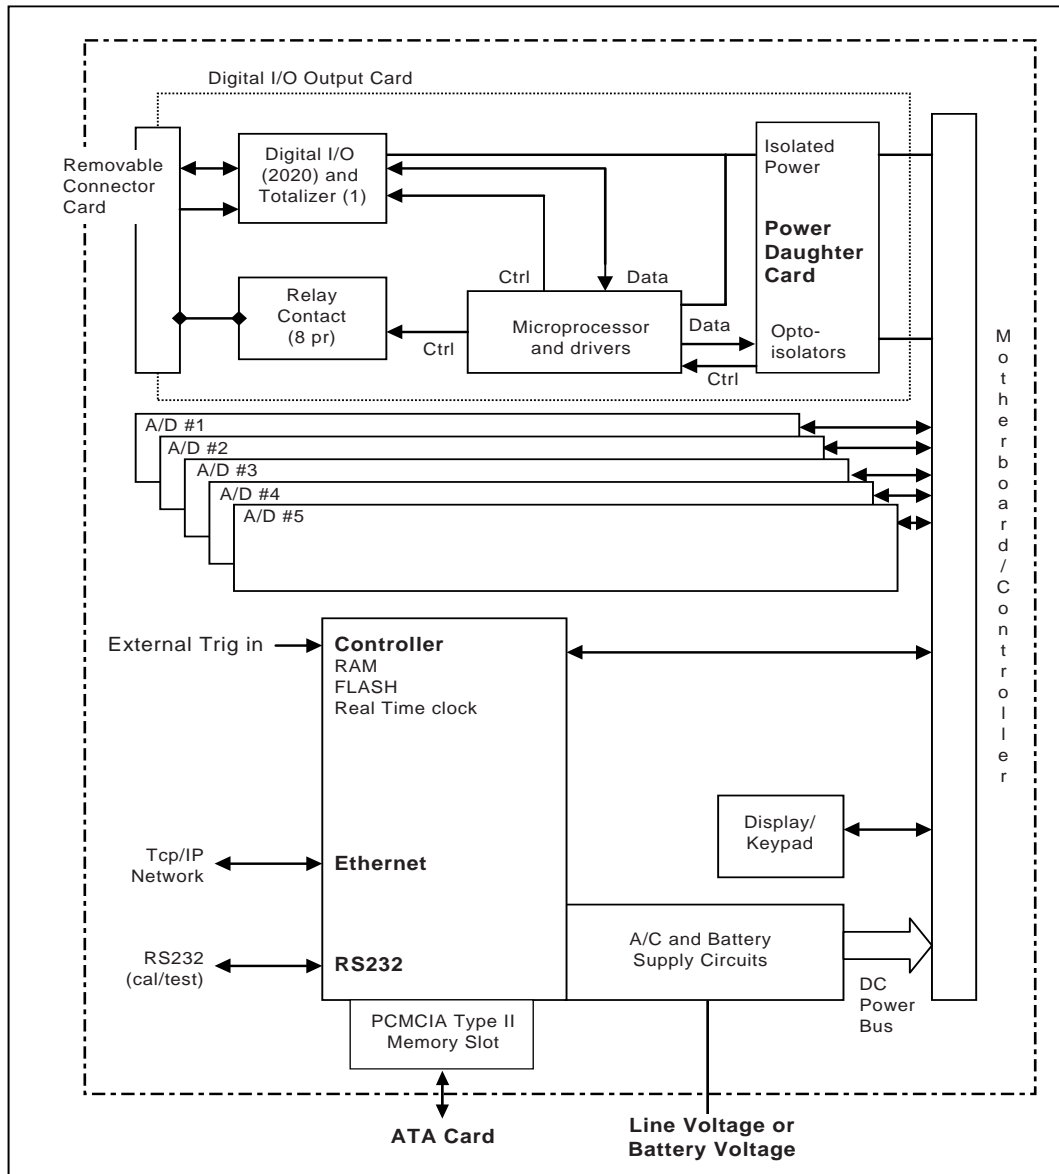 Digital I/O Output Card
Removable
Connector
Card
Digital I/O
(2020) and
Totalizer (1)
Isolated
Power
Power
Daughter
Card
Opto-
isolators
Ctrl
Data
Relay
Contact
(8 pr)
Ctrl
Microprocessor
and drivers
Data
Ctrl
Motherboard/Controller
A/D #1
A/D #2
A/D #3
A/D #4
A/D #5
External Trig in
Controller
RAM
FLASH
Real Time clock
Display/
Keypad
Tcp/IP
Network
Ethernet
A/C and Battery
Supply Circuits
RS232
(cal/test)
RS232
DC
Power
Bus
PCMCIA Type II
Memory Slot
ATA Card
Line Voltage or
Battery Voltage